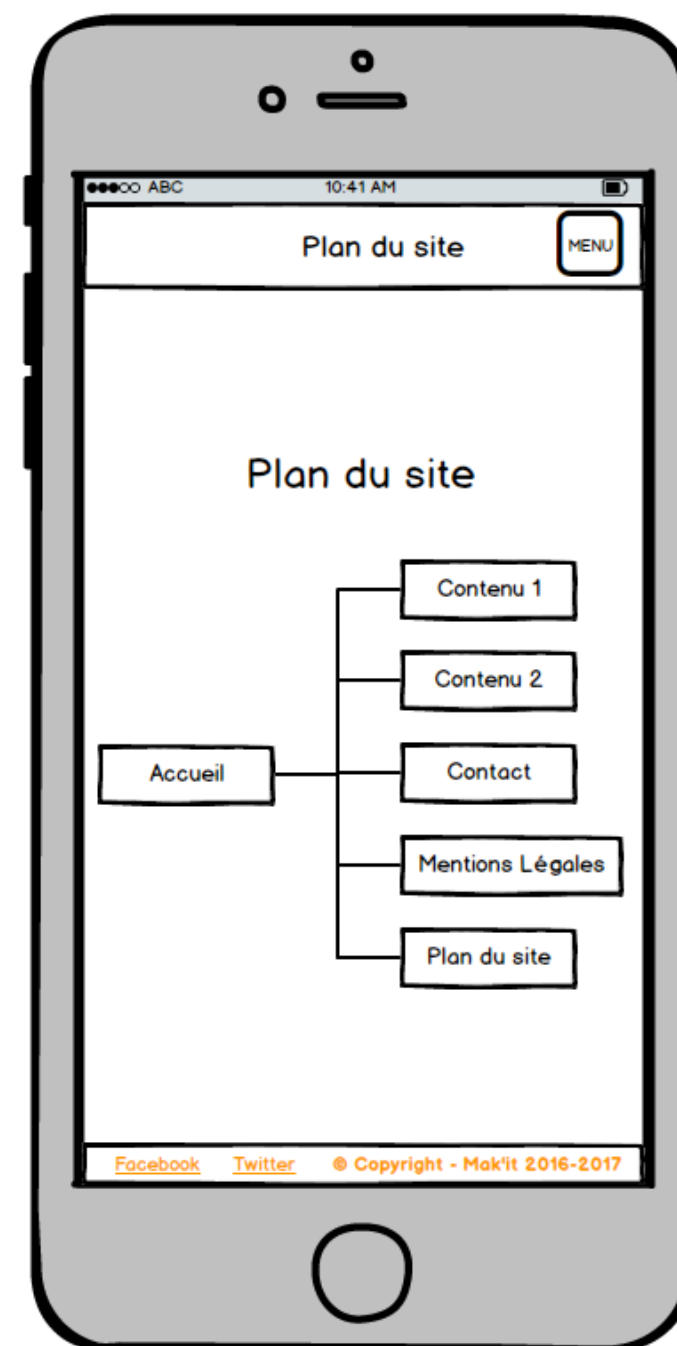 ABC 10:41 AM
Plan du site MENU
Plan du site
Contenu 1
Contenu 2
Accueil
Contact
Mentions Légales
Plan du site
Facebook Twitter © Copyright - Mak'it 2016-2017